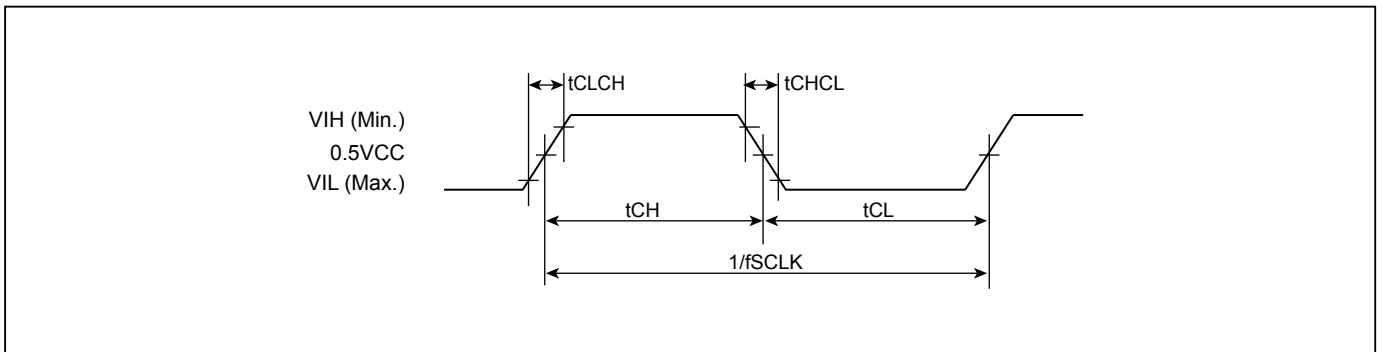 tCLCH
tCHCL
VIH (Min.)
0.5VCC
VIL (Max.)
tCH
tCL
1/fSCLK